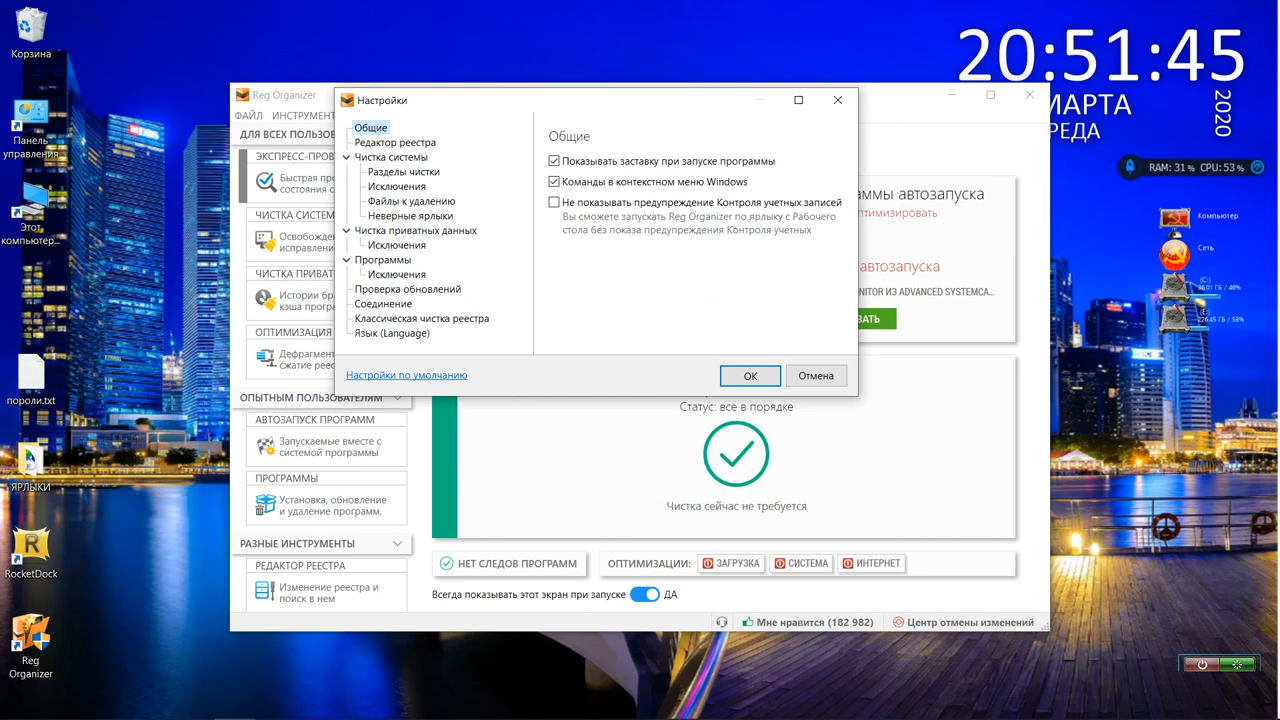 Корзина
Панель
управления
Этот
компьютер...
пороли.txt
ЯРЛЫКИ
RocketDock
Reg
Organizer
20:51:45
МАРТА
2020
РЕДА
RAM: 31 % CPU: 53 %
Компьютер
Сеть
(C:)
(E:)
Reg Organizer
ФАЙЛ ИНСТРУМЕНТ
ДЛЯ ВСЕХ ПОЛЬЗОВ
ЭКСПРЕСС-ПРОВ
Быстрая про
состояния с
ЧИСТКА СИСТЕМ
Освобожден
исправлени
ЧИСТКА ПРИВАТ
Истории бра
кэша програ
ОПТИМИЗАЦИЯ
Дефрагмент
сжатие реес
ОПЫТНЫМ ПОЛЬЗОВАТЕЛЯМ
АВТОЗАПУСК ПРОГРАММ
Запускаемые вместе с
системой программы
ПРОГРАММЫ
Установка, обновление
и удаление программ.
РАЗНЫЕ ИНСТРУМЕНТЫ
РЕДАКТОР РЕЕСТРА
Изменение реестра и
поиск в нем
Настройки
Общие
Редактор реестра
Чистка системы
Разделы чистки
Исключения
Файлы к удалению
Неверные ярлыки
Чистка приватных данных
Исключения
Программы
Исключения
Проверка обновлений
Соединение
Классическая чистка реестра
Язык (Language)
Общие
Показывать заставку при запуске программы
Команды в контекстном меню Windows
Не показывать предупреждение Контроля учетных записей
Вы сможете запускать Reg Organizer по ярлыку с Рабочего
стола без показа предупреждения Контроля учетных
Настройки по умолчанию
ОК
Отмена
аммы автозапуска
птимизировать
автозапуска
NITOR ИЗ ADVANCED SYSTEMCA...
ВАТЬ
Статус: все в порядке
Чистка сейчас не требуется
НЕТ СЛЕДОВ ПРОГРАММ
ОПТИМИЗАЦИИ:
ЗАГРУЗКА
СИСТЕМА
ИНТЕРНЕТ
Всегда показывать этот экран при запуске
ДА
Мне нравится (182 982)
Центр отмены изменений